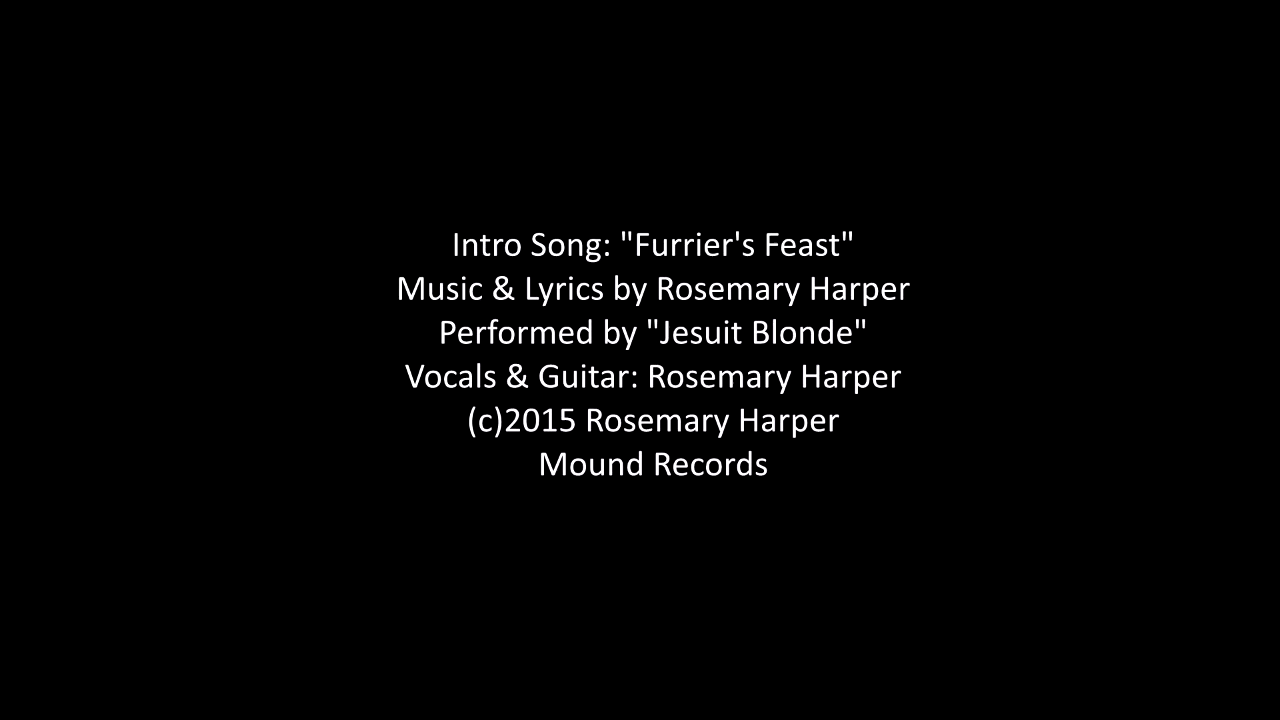 Intro Song: "Furrier's Feast"
Music & Lyrics by Rosemary Harper
Performed by "Jesuit Blonde"
Vocals & Guitar: Rosemary Harper
(c)2015 Rosemary Harper
Mound Records